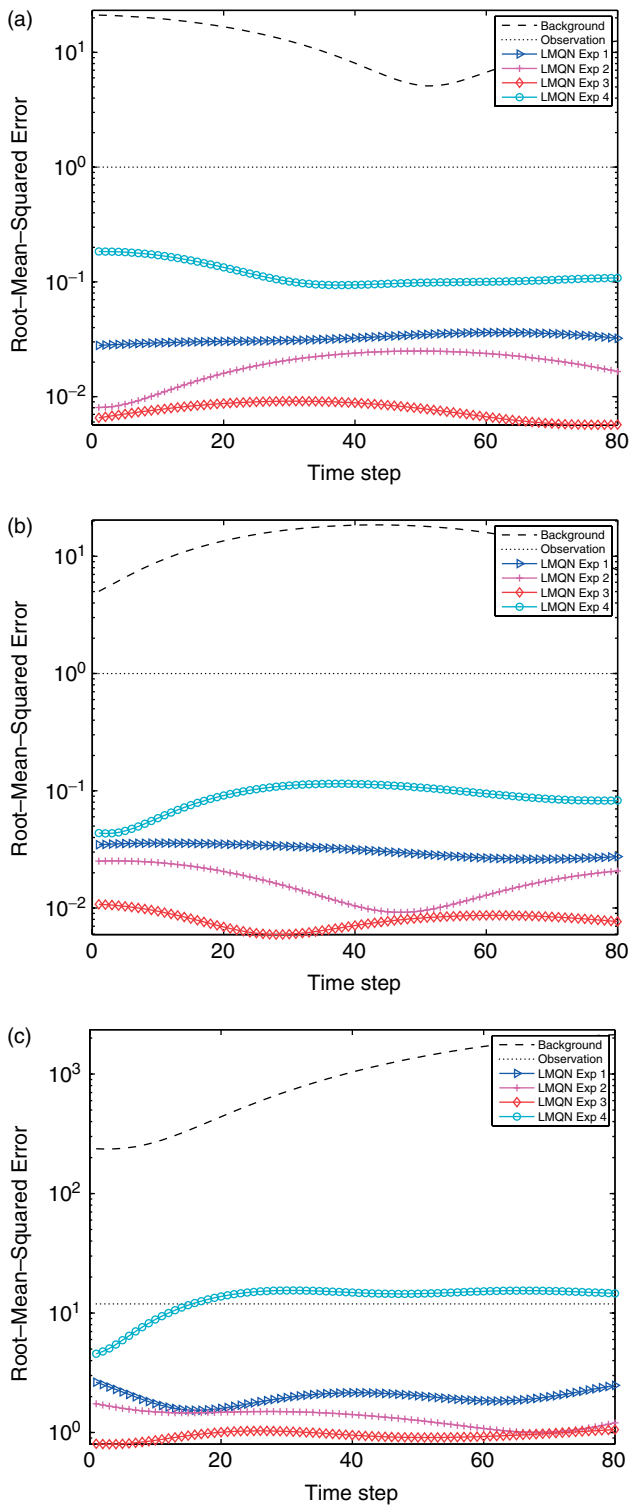 (a)
Root–Mean–Squared Error
10^1
10^0
10^-1
10^-2
0 20 40 60 80
Time step
Background
Observation
LMQN Exp 1
LMQN Exp 2
LMQN Exp 3
LMQN Exp 4
(b)
Root–Mean–Squared Error
10^1
10^0
10^-1
10^-2
0 20 40 60 80
Time step
Background
Observation
LMQN Exp 1
LMQN Exp 2
LMQN Exp 3
LMQN Exp 4
(c)
Root–Mean–Squared Error
10^3
10^2
10^1
10^0
0 20 40 60 80
Time step
Background
Observation
LMQN Exp 1
LMQN Exp 2
LMQN Exp 3
LMQN Exp 4